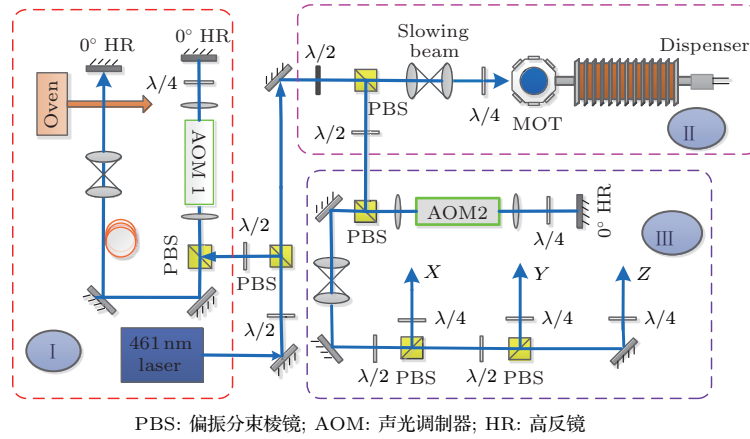 0° HR
0° HR
λ/4
Oven
AOM 1
PBS
λ/2
PBS
λ/2
461 nm
laser
I
λ/2
Slowing
beam
Dispenser
PBS
λ/4
MOT
λ/2
II
PBS
AOM2
λ/4
0° HR
III
X
Y
Z
λ/4
λ/4
λ/4
λ/2
PBS
λ/2
PBS
PBS: 偏振分束棱镜; AOM: 声光调制器; HR: 高反镜